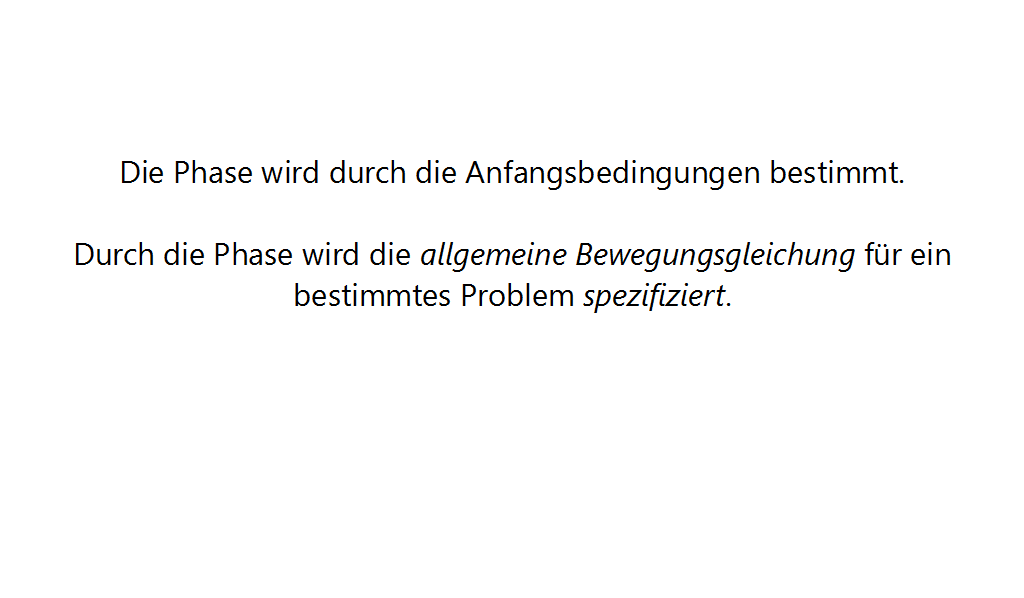 Die Phase wird durch die Anfangsbedingungen bestimmt.
Durch die Phase wird die allgemeine Bewegungsgleichung für ein
bestimmtes Problem spezifiziert.